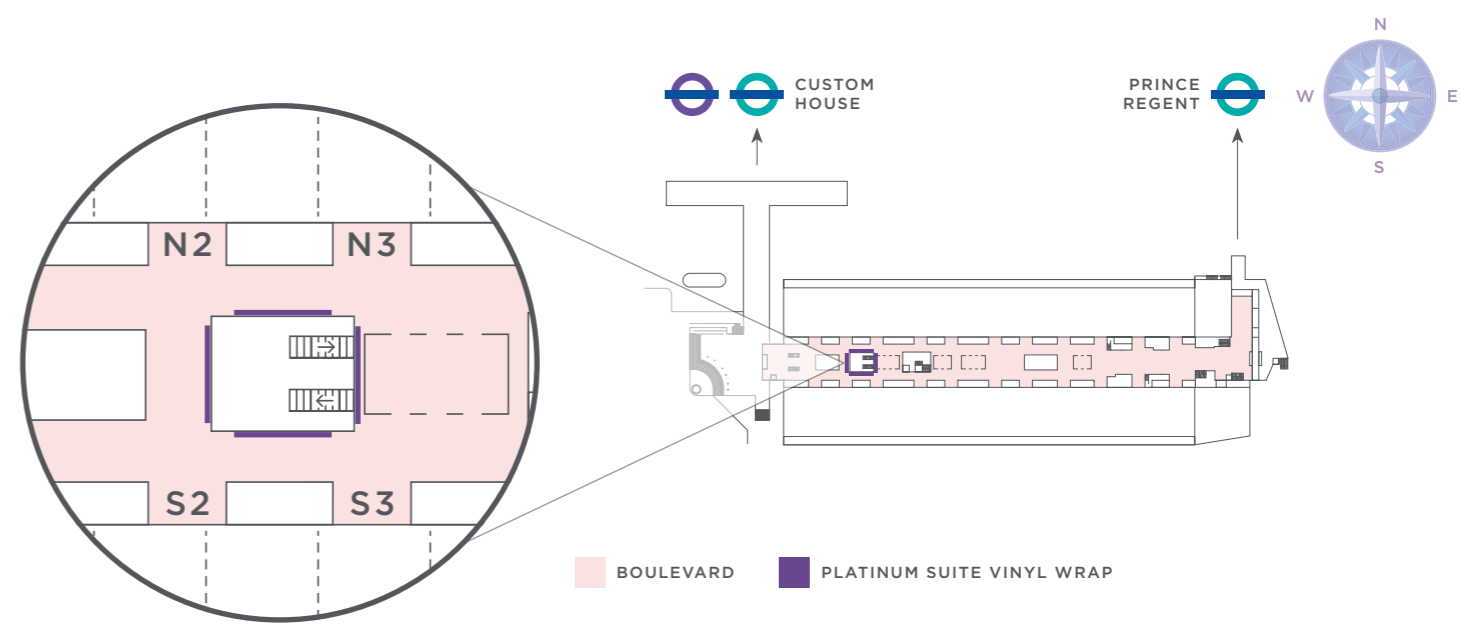 N
CUSTOM
HOUSE
PRINCE
REGENT
W
E
S
N2
N3
S2
S3
BOULEVARD
PLATINUM SUITE VINYL WRAP